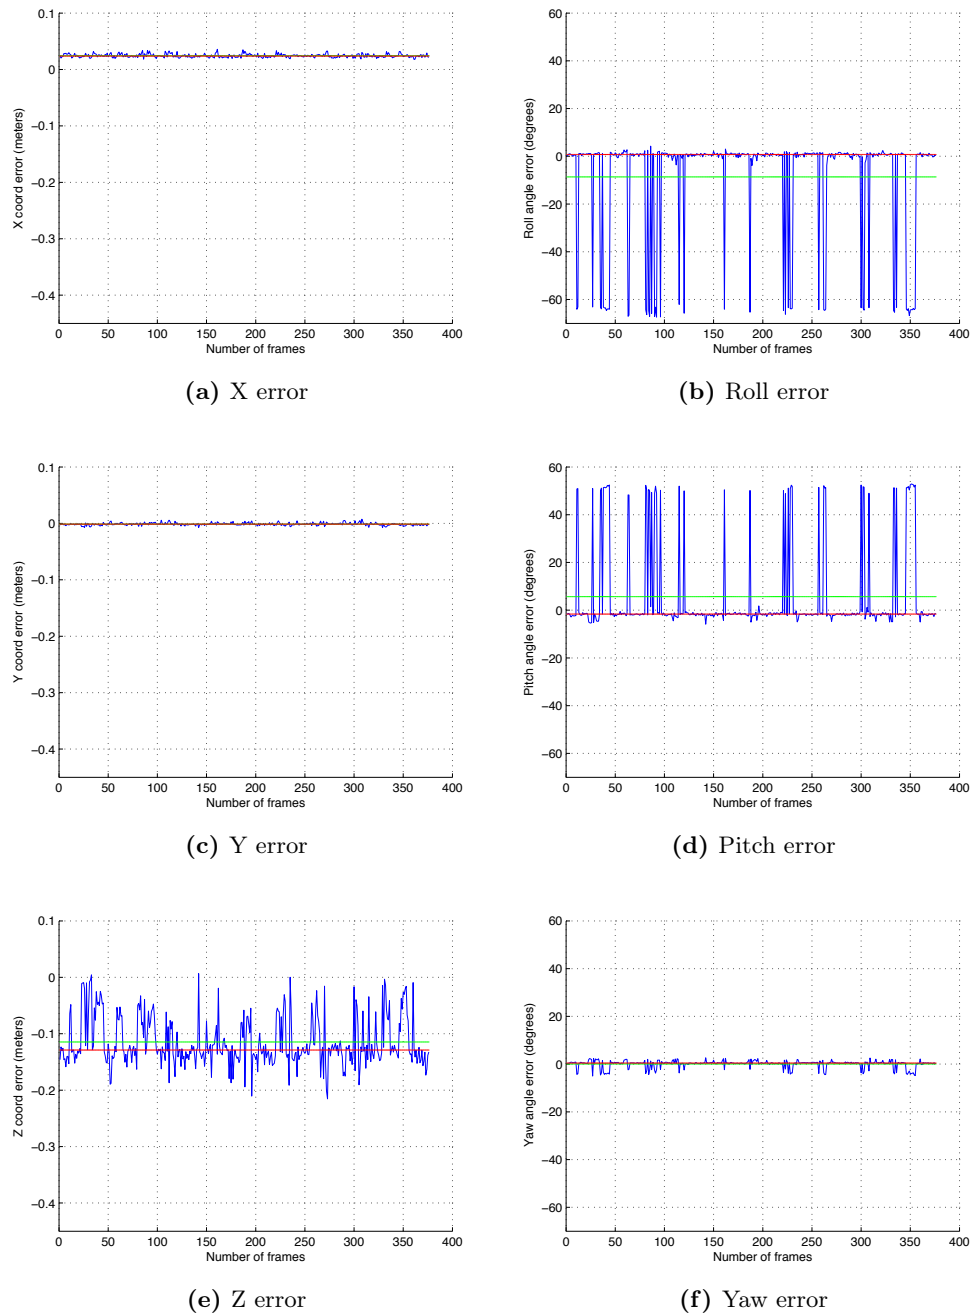 0.1
0
−0.1
−0.2
−0.3
−0.4
X coord error (meters)
0 50 100 150 200 250 300 350 400
Number of frames
(a) X error
60
40
20
0
−20
−40
−60
Roll angle error (degrees)
0 50 100 150 200 250 300 350 400
Number of frames
(b) Roll error
0.1
0
−0.1
−0.2
−0.3
−0.4
Y coord error (meters)
0 50 100 150 200 250 300 350 400
Number of frames
(c) Y error
60
40
20
0
−20
−40
−60
Pitch angle error (degrees)
0 50 100 150 200 250 300 350 400
Number of frames
(d) Pitch error
0.1
0
−0.1
−0.2
−0.3
−0.4
Z coord error (meters)
0 50 100 150 200 250 300 350 400
Number of frames
(e) Z error
60
40
20
0
−20
−40
−60
Yaw angle error (degrees)
0 50 100 150 200 250 300 350 400
Number of frames
(f) Yaw error